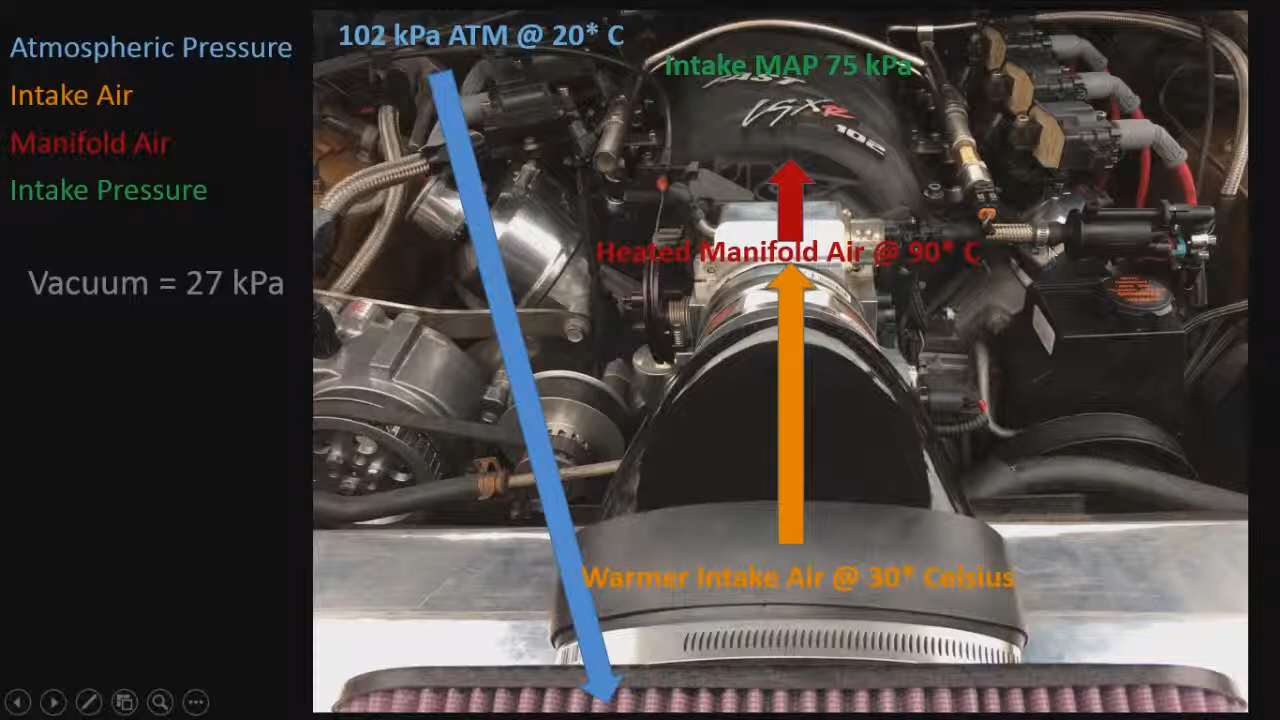 Atmospheric Pressure
Intake Air
Manifold Air
Intake Pressure
Vacuum = 27 kPa
102 kPa ATM @ 20* C
Intake MAP 75 kPa
FAST
LSXR
102
Heated Manifold Air @ 90* C
Warmer Intake Air @ 30* Celsius